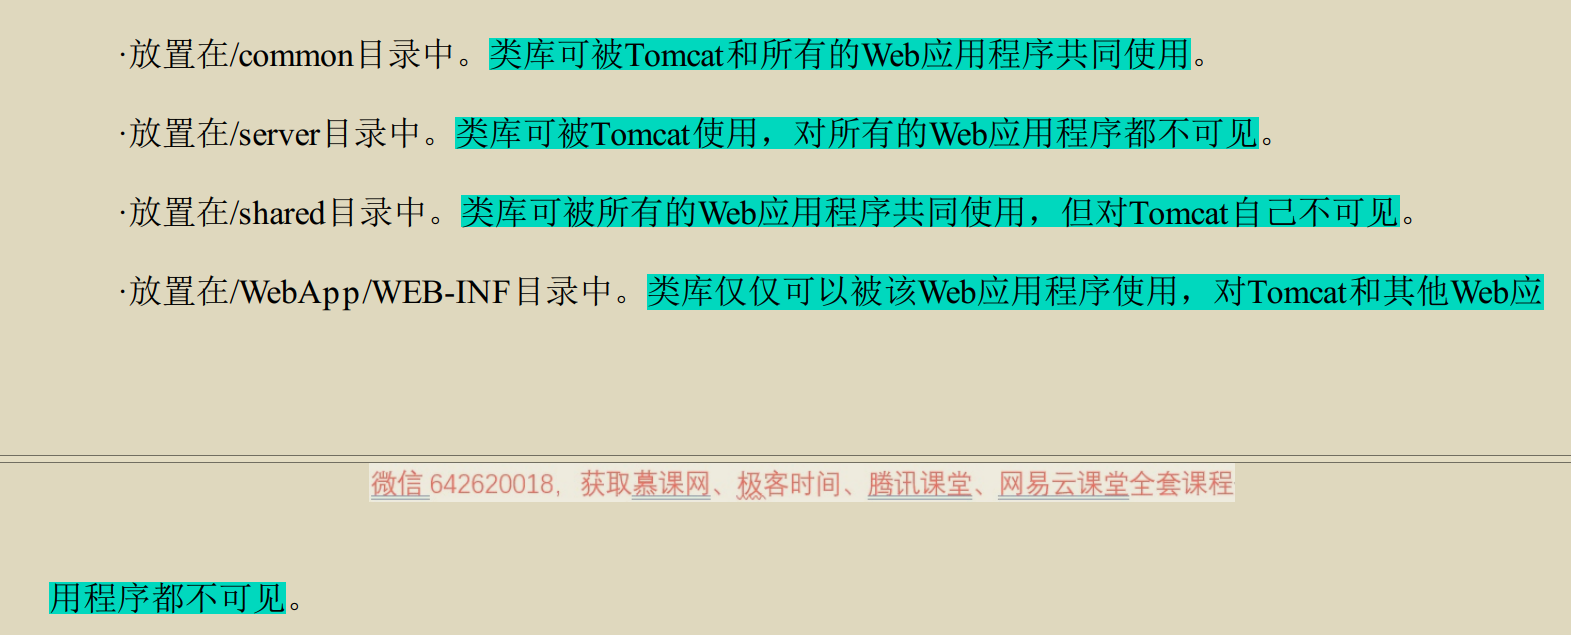 ·放置在/common目录中。类库可被Tomcat和所有的Web应用程序共同使用。
·放置在/server目录中。类库可被Tomcat使用，对所有的Web应用程序都不可见。
·放置在/shared目录中。类库可被所有的Web应用程序共同使用，但对Tomcat自己不可见。
·放置在/WebApp/WEB-INF目录中。类库仅仅可以被该Web应用程序使用，对Tomcat和其他Web应
微信 642620018, 获取慕课网、极客时间、腾讯课堂、网易云课堂全套课程
用程序都不可见。